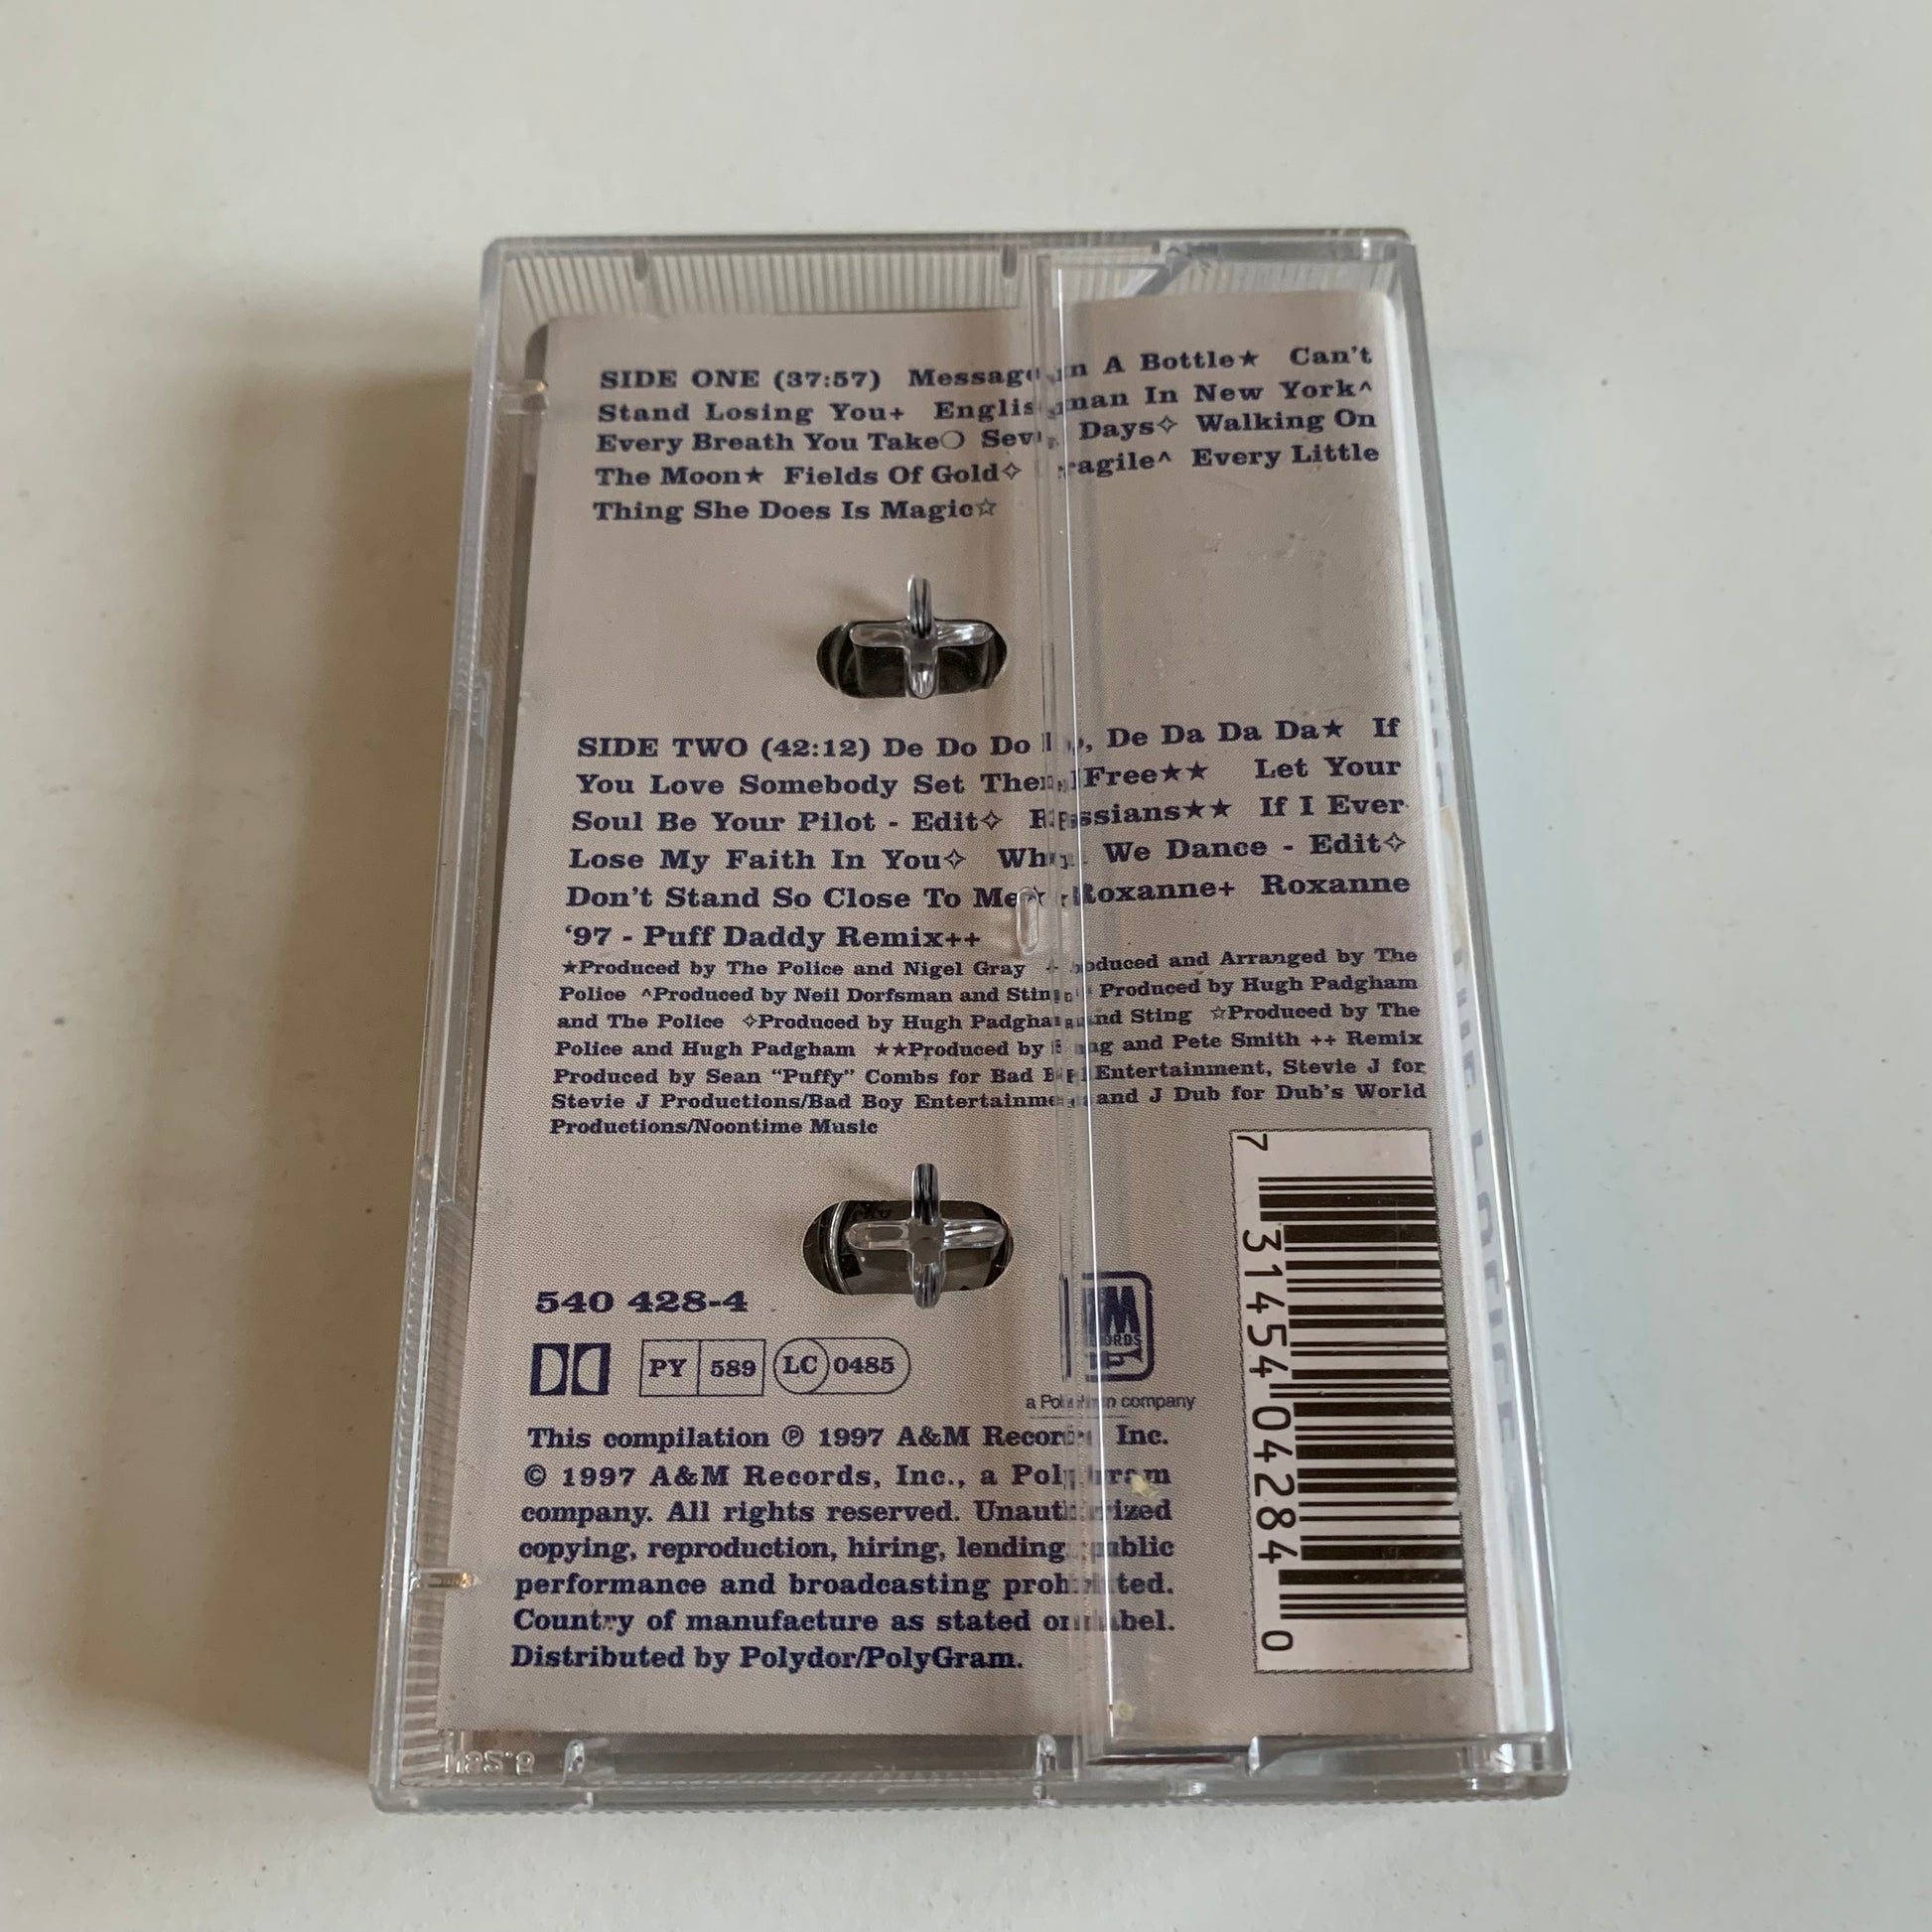 SIDE ONE (37:57) Message In A Bottle★ Can't
Stand Losing You+ Englishman In New York^
Every Breath You Take❍ Seven Days✧ Walking On
The Moon★ Fields Of Gold✧ Fragile^ Every Little
Thing She Does Is Magic☆
SIDE TWO (42:12) De Do Do Do, De Da Da Da★ If
You Love Somebody Set Them Free★★ Let Your
Soul Be Your Pilot - Edit✧ Russians★★ If I Ever
Lose My Faith In You✧ When We Dance - Edit✧
Don't Stand So Close To Me★ Roxanne+ Roxanne
'97 - Puff Daddy Remix++
★Produced by The Police and Nigel Gray + Produced and Arranged by The
Police ^Produced by Neil Dorfsman and Sting Produced by Hugh Padgham
and The Police ✧Produced by Hugh Padgham and Sting ☆Produced by The
Police and Hugh Padgham ★★Produced by Sting and Pete Smith ++ Remix
Produced by Sean "Puffy" Combs for Bad Boy Entertainment, Stevie J for
Stevie J Productions/Bad Boy Entertainment and J Dub for Dub's World
Productions/Noontime Music
540 428-4
PY 589 LC 0485
a PolyGram company
This compilation ℗ 1997 A&M Records, Inc.
© 1997 A&M Records, Inc., a PolyGram
company. All rights reserved. Unauthorized
copying, reproduction, hiring, lending, public
performance and broadcasting prohibited.
Country of manufacture as stated on label.
Distributed by Polydor/PolyGram.
7 31454 04284 0